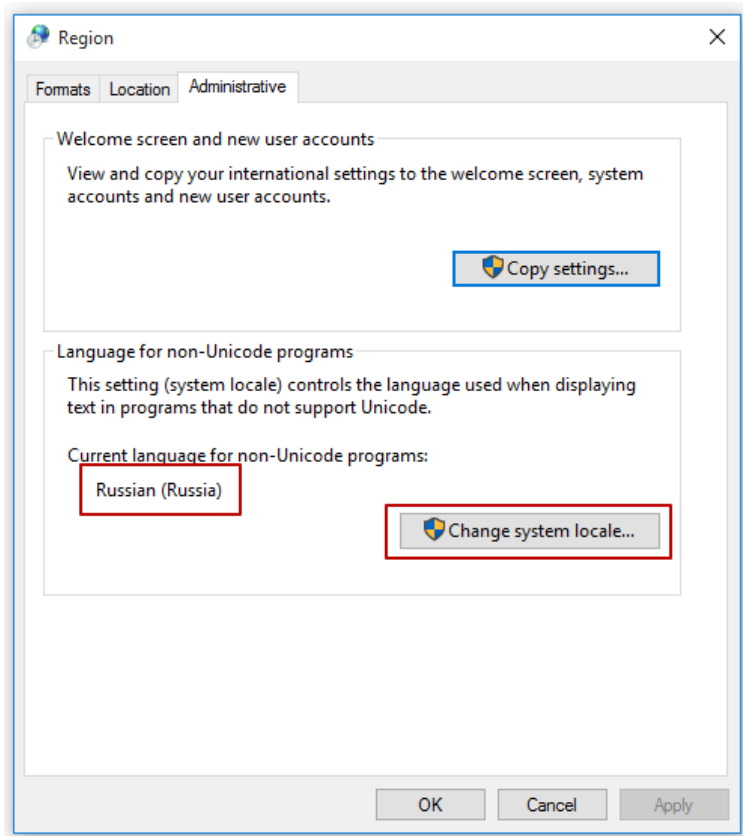 Region
Formats Location Administrative
Welcome screen and new user accounts
View and copy your international settings to the welcome screen, system
accounts and new user accounts.
Copy settings...
Language for non-Unicode programs
This setting (system locale) controls the language used when displaying
text in programs that do not support Unicode.
Current language for non-Unicode programs:
Russian (Russia)
Change system locale...
OK Cancel Apply